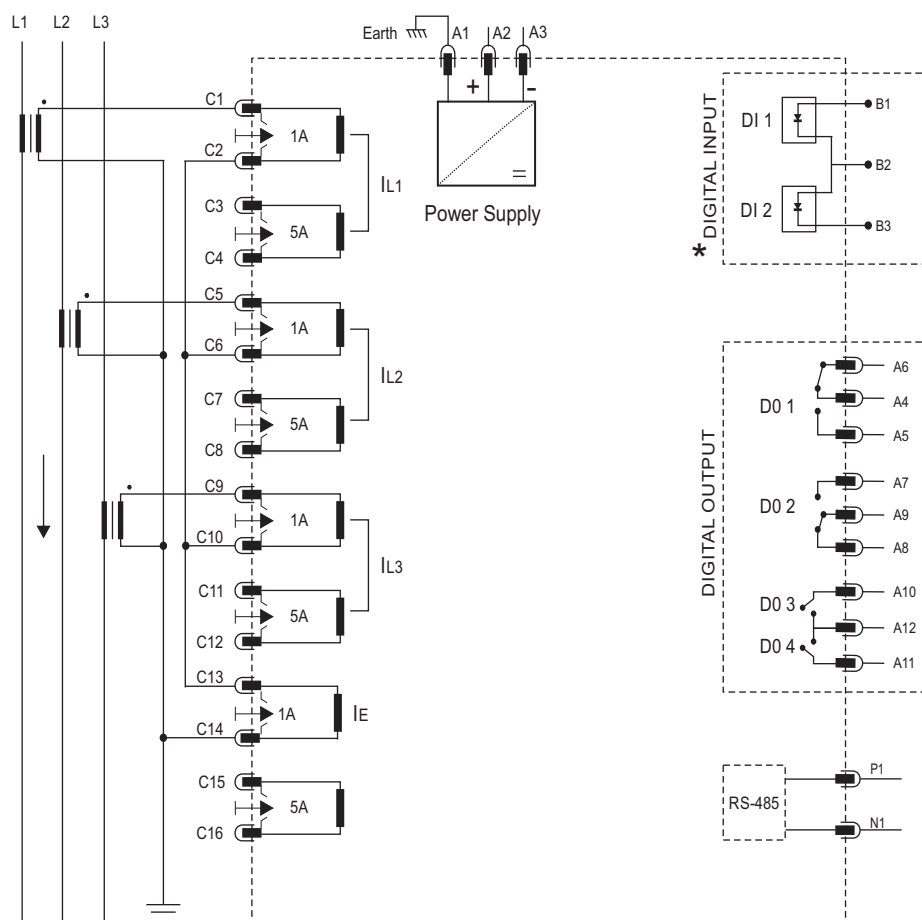 L1 L2 L3
Earth A1 A2 A3
+ -
=
Power Supply
C1
1A
C2
IL1
C3
5A
C4
C5
1A
C6
IL2
C7
5A
C8
C9
1A
C10
IL3
C11
5A
C12
C13
1A
IE
C14
C15
5A
C16
* DIGITAL INPUT
DI 1
B1
B2
DI 2
B3
DIGITAL OUTPUT
D0 1
A6
A4
A5
D0 2
A7
A9
A8
D0 3
A10
A12
D0 4
A11
RS-485
P1
N1